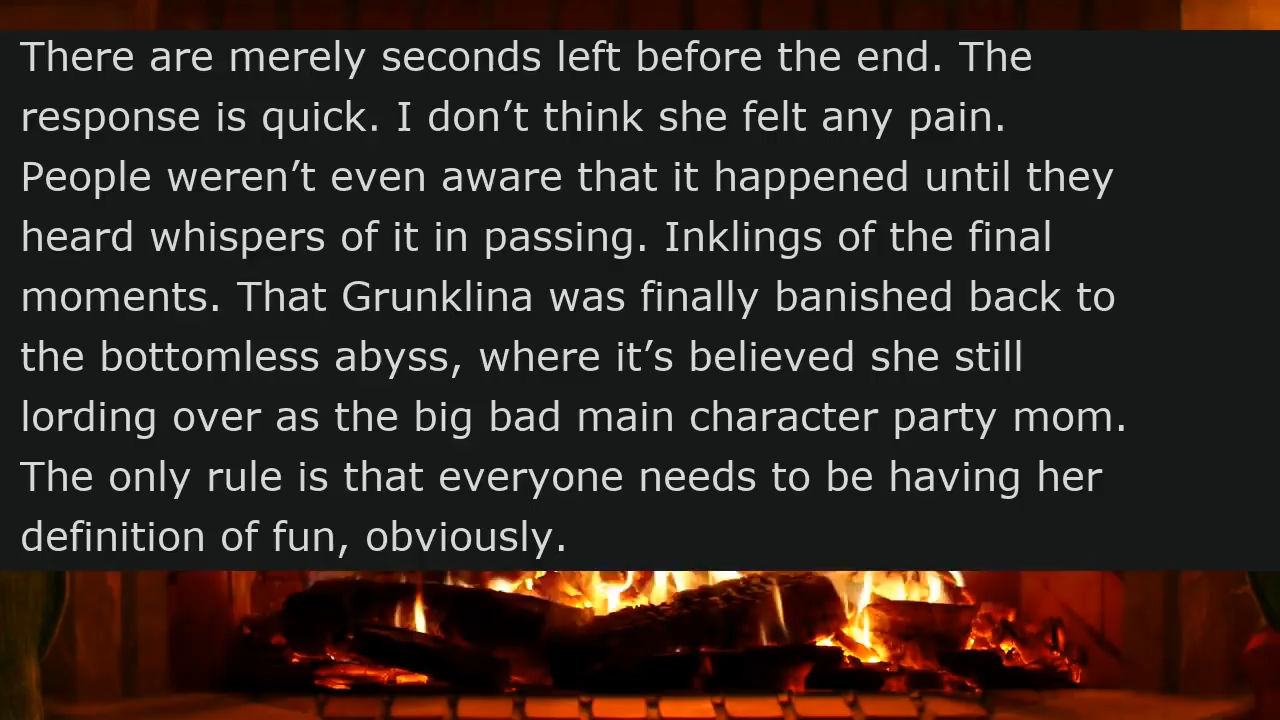 There are merely seconds left before the end. The
response is quick. I don’t think she felt any pain.
People weren’t even aware that it happened until they
heard whispers of it in passing. Inklings of the final
moments. That Grunklina was finally banished back to
the bottomless abyss, where it’s believed she still
lording over as the big bad main character party mom.
The only rule is that everyone needs to be having her
definition of fun, obviously.